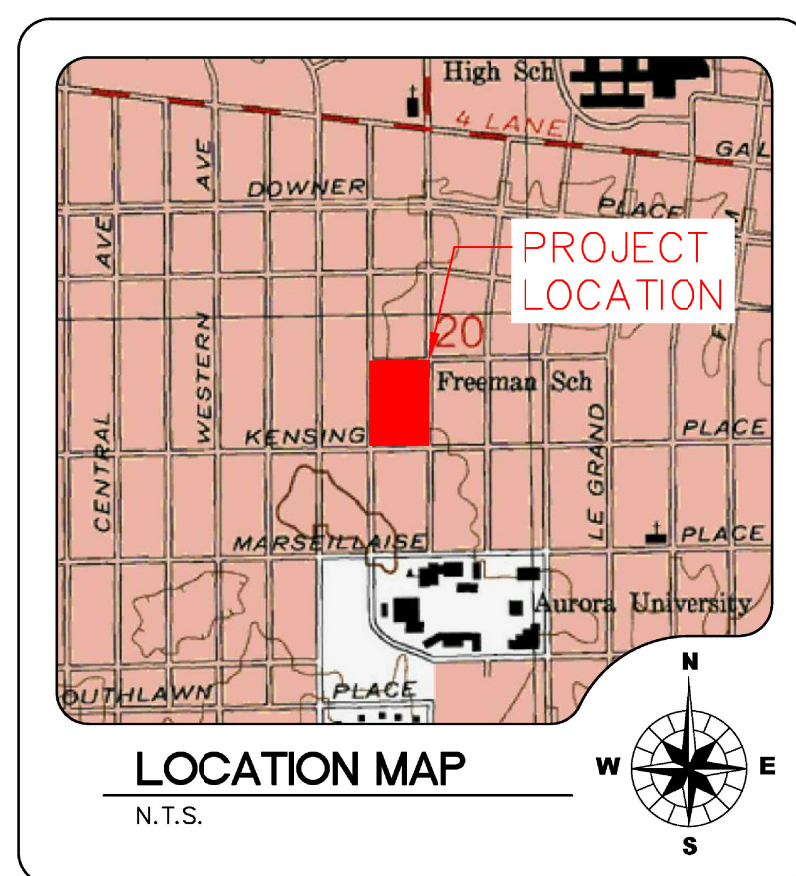 High Sch
4 LANE
GAL
AVE
DOWNER
PLACE
AVE
PROJECT
LOCATION
20
WESTERN
Freeman Sch
CENTRAL
KENSING
LE GRAND
PLACE
MARSEILLAISE
PLACE
Aurora University
OUTHLAWN
PLACE
N
LOCATION MAP
W
E
N.T.S.
S